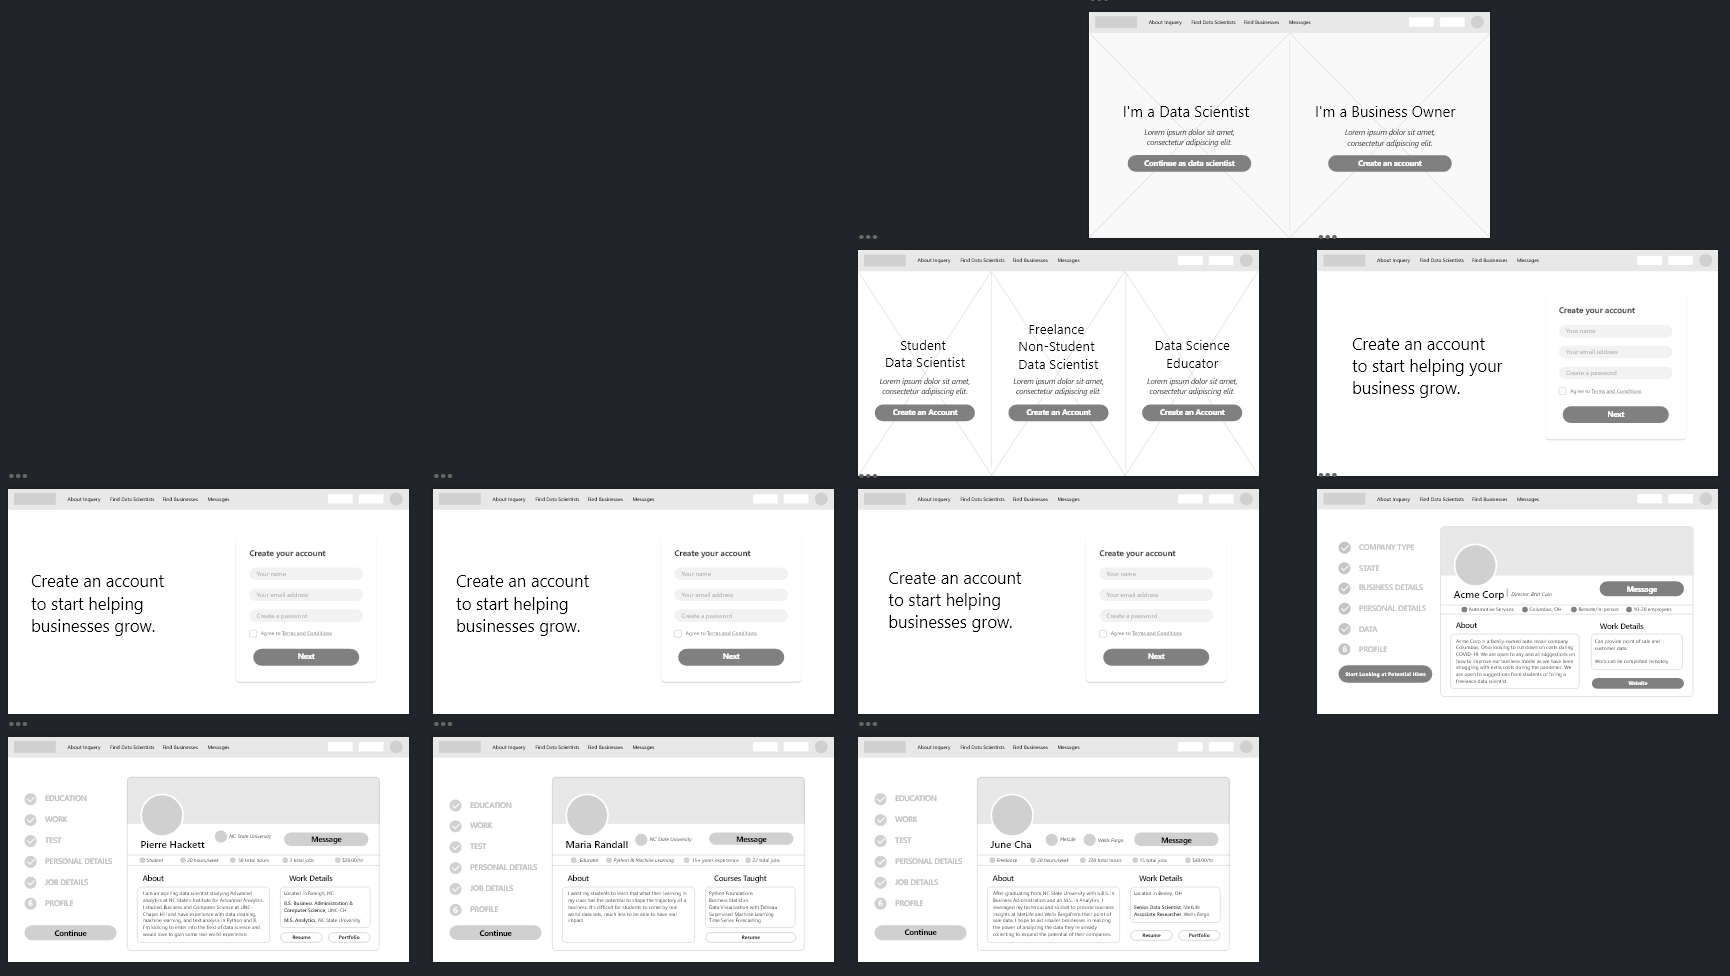 About Inquery Find Data Scientists Find Businesses Messages
I'm a Data Scientist
Lorem ipsum dolor sit amet,
consectetur adipiscing elit.
Continue as data scientist
I'm a Business Owner
Lorem ipsum dolor sit amet,
consectetur adipiscing elit.
Create an account
About Inquery Find Data Scientists Find Businesses Messages
Student
Data Scientist
Lorem ipsum dolor sit amet,
consectetur adipiscing elit.
Create an Account
Freelance
Non-Student
Data Scientist
Lorem ipsum dolor sit amet,
consectetur adipiscing elit.
Create an Account
Data Science
Educator
Lorem ipsum dolor sit amet,
consectetur adipiscing elit.
Create an Account
About Inquery Find Data Scientists Find Businesses Messages
Create an account
to start helping your
business grow.
Create your account
Your name
Your email address
Create a password
Agree to Terms and Conditions
Next
About Inquery Find Data Scientists Find Businesses Messages
Create an account
to start helping
businesses grow.
Create your account
Your name
Your email address
Create a password
Agree to Terms and Conditions
Next
About Inquery Find Data Scientists Find Businesses Messages
Create an account
to start helping
businesses grow.
Create your account
Your name
Your email address
Create a password
Agree to Terms and Conditions
Next
About Inquery Find Data Scientists Find Businesses Messages
Create an account
to start helping
businesses grow.
Create your account
Your name
Your email address
Create a password
Agree to Terms and Conditions
Next
About Inquery Find Data Scientists Find Businesses Messages
COMPANY TYPE
STATE
BUSINESS DETAILS
PERSONAL DETAILS
DATA
6 PROFILE
Start Looking at Potential Hires
Acme Corp | Director: Britt Cain
Message
Automotive Services Columbus, OH Remote/in-person 10-20 employees
About
Acme Corp is a family-owned auto repair company
Columbus, Ohio looking to cut down on costs during
COVID-19. We are open to any and all suggestions on
how to improve our business model as we have been
struggling with extra costs during the pandemic. We
are open to suggestions from students or hiring a
freelance data scientist.
Work Details
Can provide point of sale and
customer data
Work can be completed remotely
Website
About Inquery Find Data Scientists Find Businesses Messages
EDUCATION
WORK
TEST
PERSONAL DETAILS
JOB DETAILS
6 PROFILE
Continue
Pierre Hackett
NC State University
Message
Student 20 hours/week 50 total hours 3 total jobs $20.00/hr
About
I am an aspiring data scientist studying Advanced
analytics at NC State's Institute for Advanced Analytics.
I studied Business and Computer Science at UNC-
Chapel Hill and have experience with data cleaning,
machine learning, and text analysis in Python and R.
I'm looking to enter into the field of data science and
would love to gain some real world experience.
Work Details
Located in Raleigh, NC
B.S. Business Administration &
Computer Science, UNC-CH
M.S. Analytics, NC State University
Resume Portfolio
About Inquery Find Data Scientists Find Businesses Messages
EDUCATION
WORK
TEST
PERSONAL DETAILS
JOB DETAILS
6 PROFILE
Continue
Maria Randall
NC State University
Message
Educator Python & Machine Learning 15+ years experience 22 total jobs
About
I want my students to learn that what their learning in
my class has the potential to shape the trajectory of a
business. It's difficult for students to come by real
world data sets, much less to be able to have real
impact.
Courses Taught
Python Foundations
Business Statistics
Data Visualization with Tableau
Supervised Machine Learning
Time Series Forecasting
Resume
About Inquery Find Data Scientists Find Businesses Messages
EDUCATION
WORK
TEST
PERSONAL DETAILS
JOB DETAILS
6 PROFILE
Continue
June Cha
MetLife Wells Fargo
Message
Freelance 20 hours/week 220 total hours 15 total jobs $40.00/hr
About
After graduating from NC State University with a B.S. in
Business Administration and an M.S. in Analytics, I
leveraged my technical and skillset to provide business
insights at MetLife and Wells Fargo from their point of
sale data. I hope to aid smaller businesses in realizing
the power of analyzing the data they're already
collecting to expand the potential of their companies.
Work Details
Located in Bexley, OH
Senior Data Scientist, MetLife
Associate Researcher, Wells Fargo
Resume Portfolio